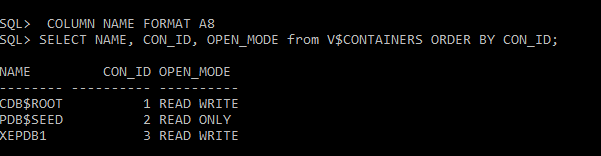 SQL>  COLUMN NAME FORMAT A8
SQL> SELECT NAME, CON_ID, OPEN_MODE from V$CONTAINERS ORDER BY CON_ID;
NAME         CON_ID OPEN_MODE
-------- ---------- ----------
CDB$ROOT          1 READ WRITE
PDB$SEED          2 READ ONLY
XEPDB1            3 READ WRITE